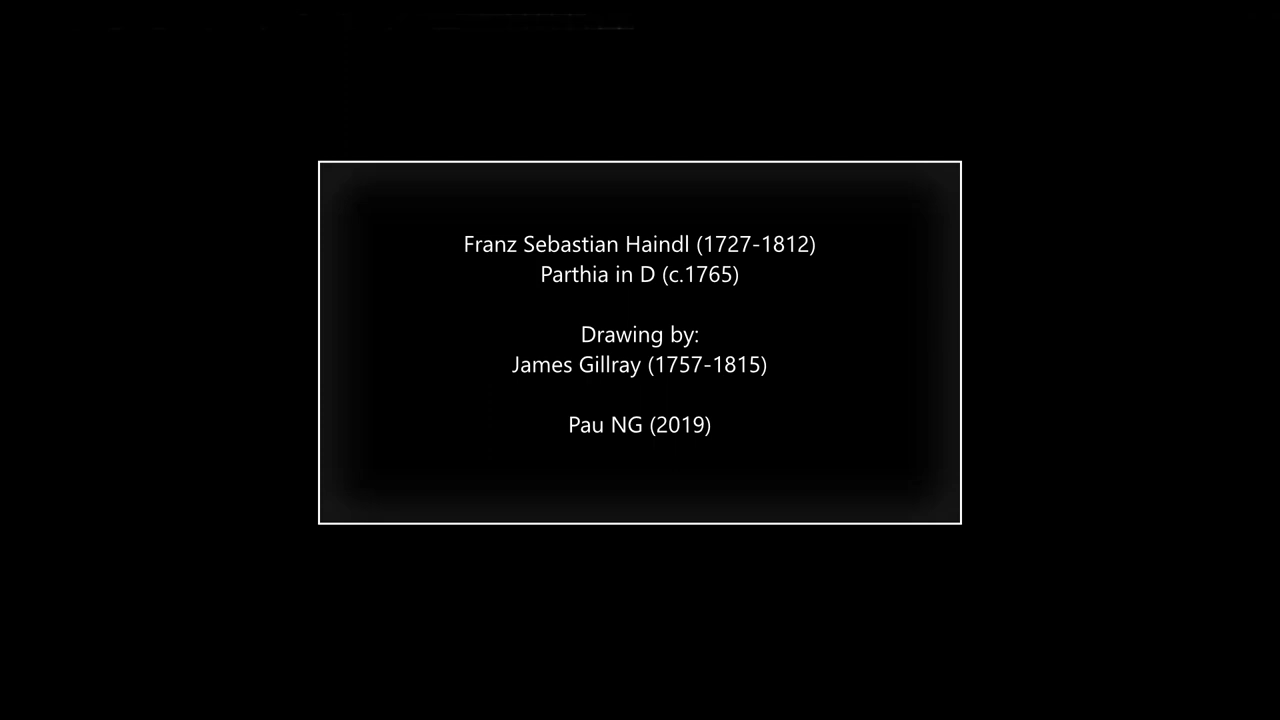 Franz Sebastian Haindl (1727-1812)
Parthia in D (c.1765)
Drawing by:
James Gillray (1757-1815)
Pau NG (2019)